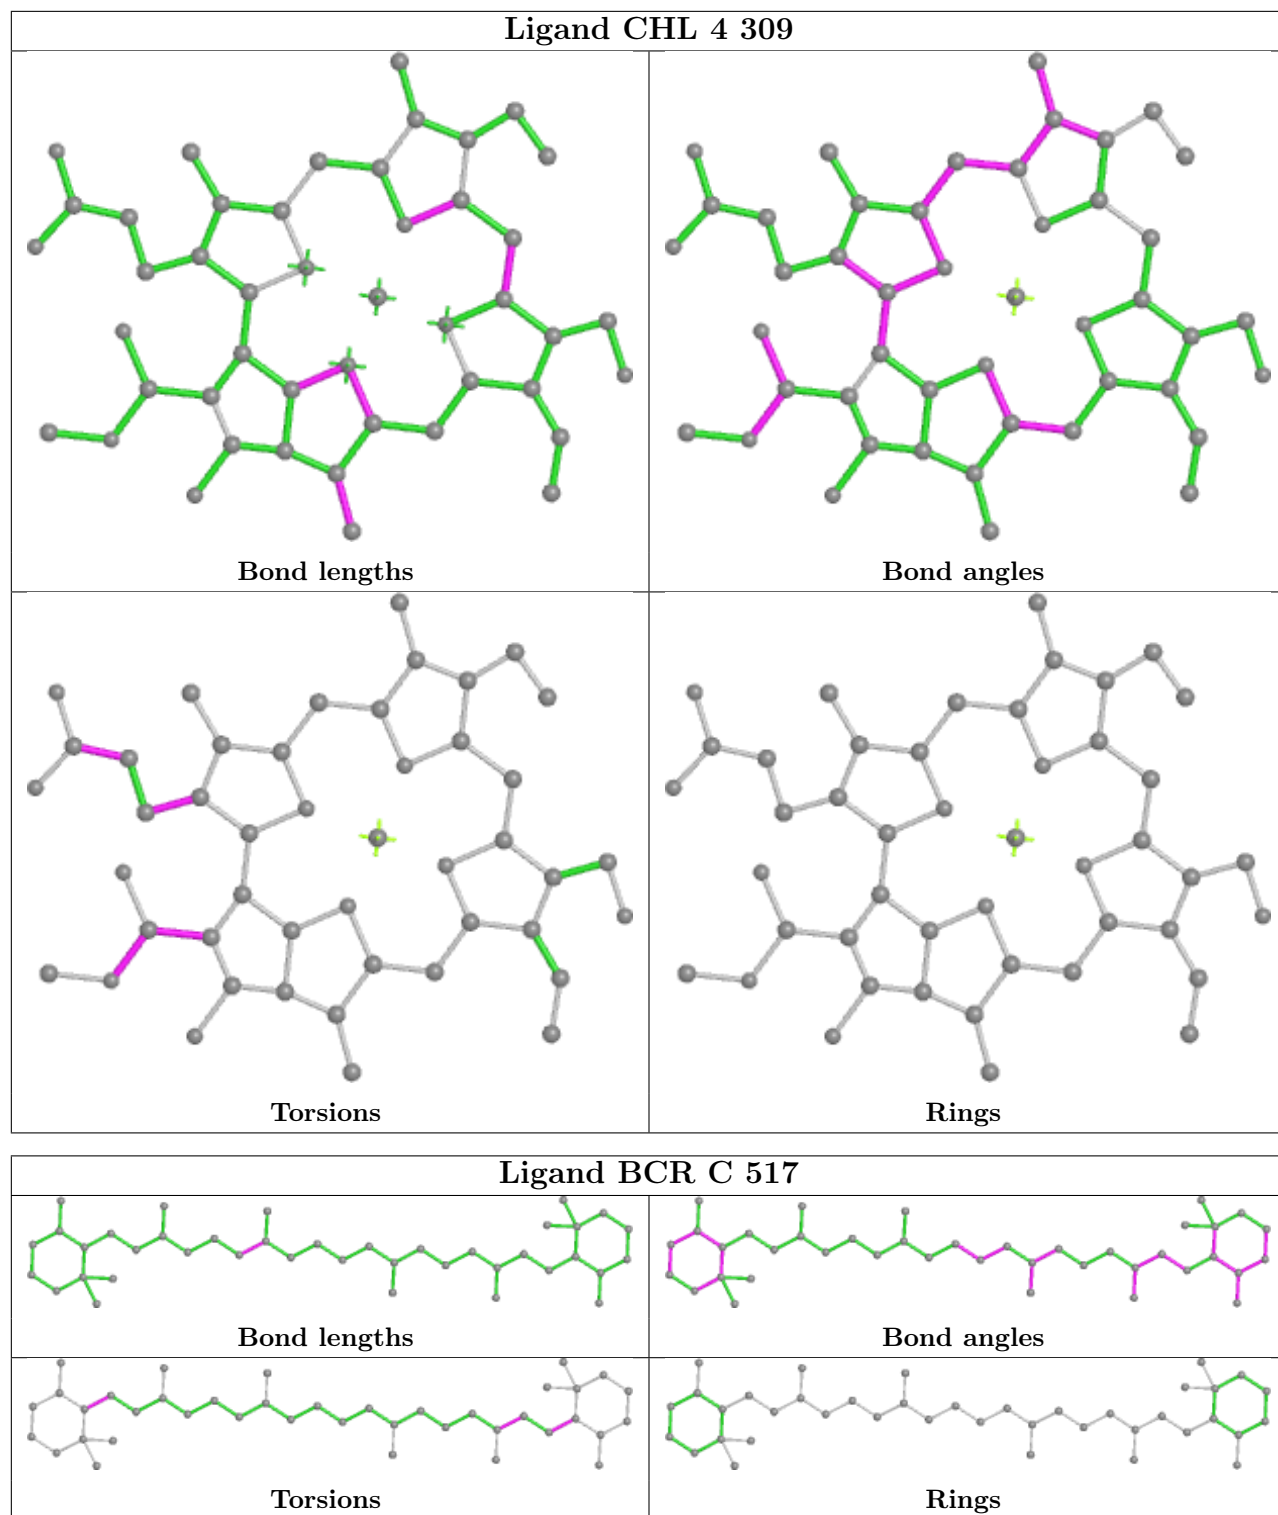 Ligand CHL 4 309
Bond lengths
Bond angles
Torsions
Rings
Ligand BCR C 517
Bond lengths
Bond angles
Torsions
Rings